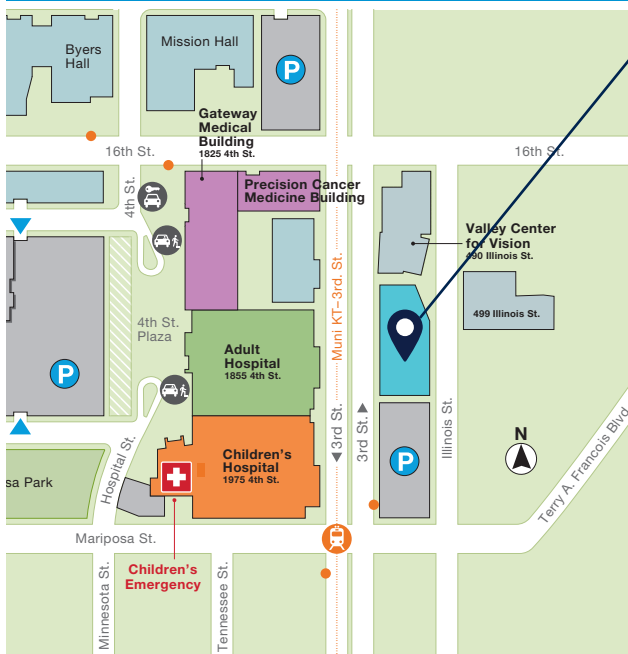 Byers
Hall
Mission Hall
P
Gateway
Medical
Building
1825 4th St.
16th St.
16th St.
4th St.
Precision Cancer
Medicine Building
Valley Center
for Vision
490 Illinois St.
Muni KT–3rd. St.
499 Illinois St.
4th St.
Plaza
P
Adult
Hospital
1855 4th St.
3rd St.
3rd St.
Illinois St.
N
Terry A. Francois Blvd.
P
Children's
Hospital
1975 4th St.
Hospital St.
sa Park
Mariposa St.
Children's
Emergency
Minnesota St.
Tennessee St.